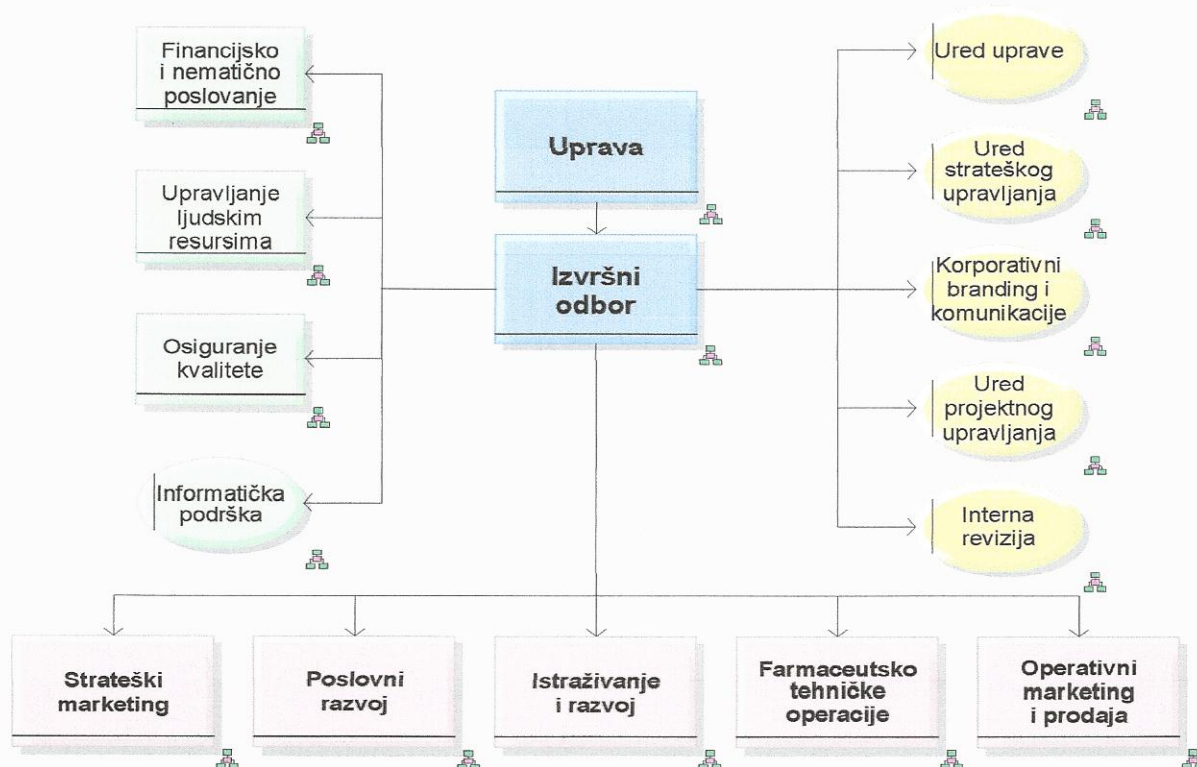 Financijsko
i nematično
poslovanje
Upravljanje
ljudskim
resursima
Osiguranje
kvalitete
Informatička
podrška
Uprava
Izvršni
odbor
Ured uprave
Ured
strateškog
upravljanja
Korporativni
branding i
komunikacije
Ured
projektnog
upravljanja
Interna
revizija
Strateški
marketing
Poslovni
razvoj
Istraživanje
i razvoj
Farmaceutsko
tehničke
operacije
Operativni
marketing
i prodaja